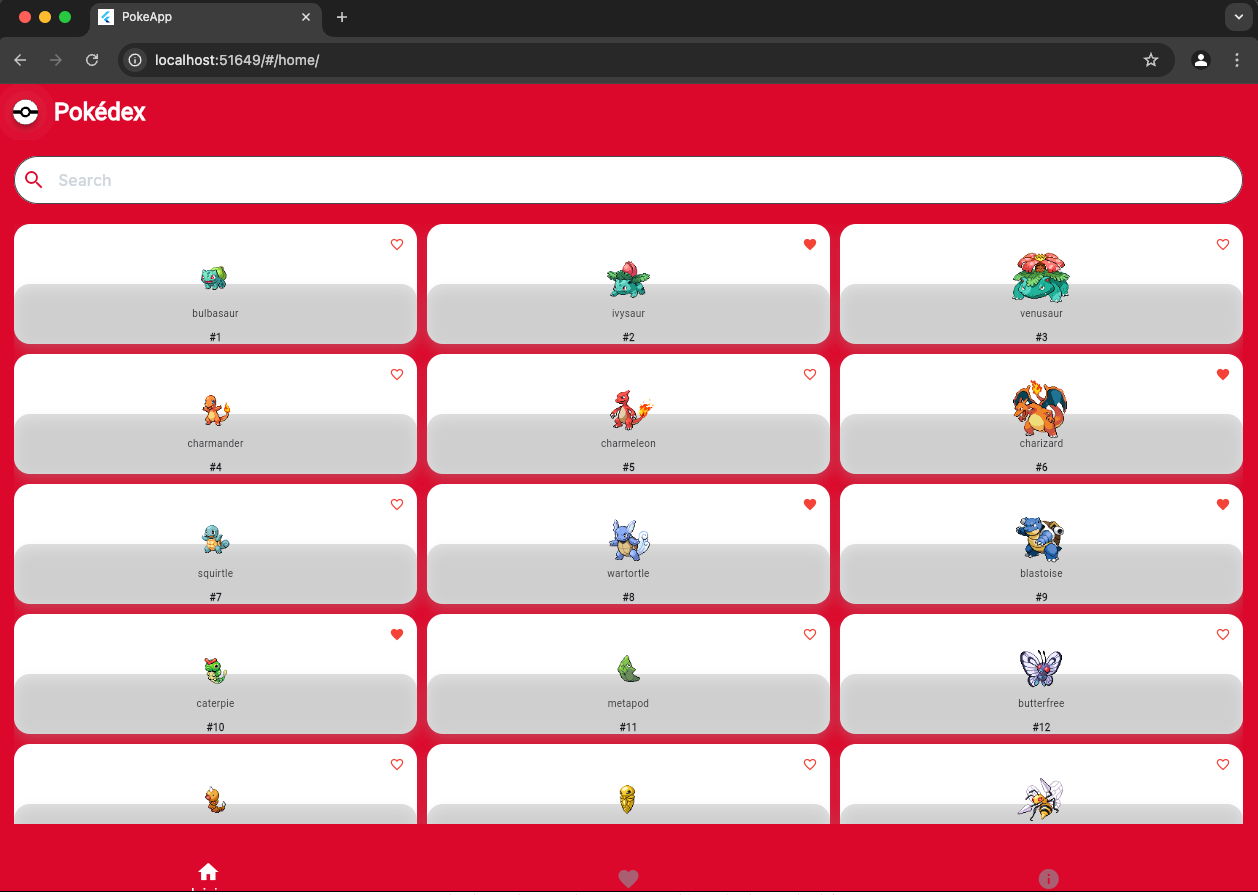 PokeApp
localhost:51649/#/home/
Pokédex
Search
bulbasaur
#1
ivysaur
#2
venusaur
#3
charmander
#4
charmeleon
#5
charizard
#6
squirtle
#7
wartortle
#8
blastoise
#9
caterpie
#10
metapod
#11
butterfree
#12